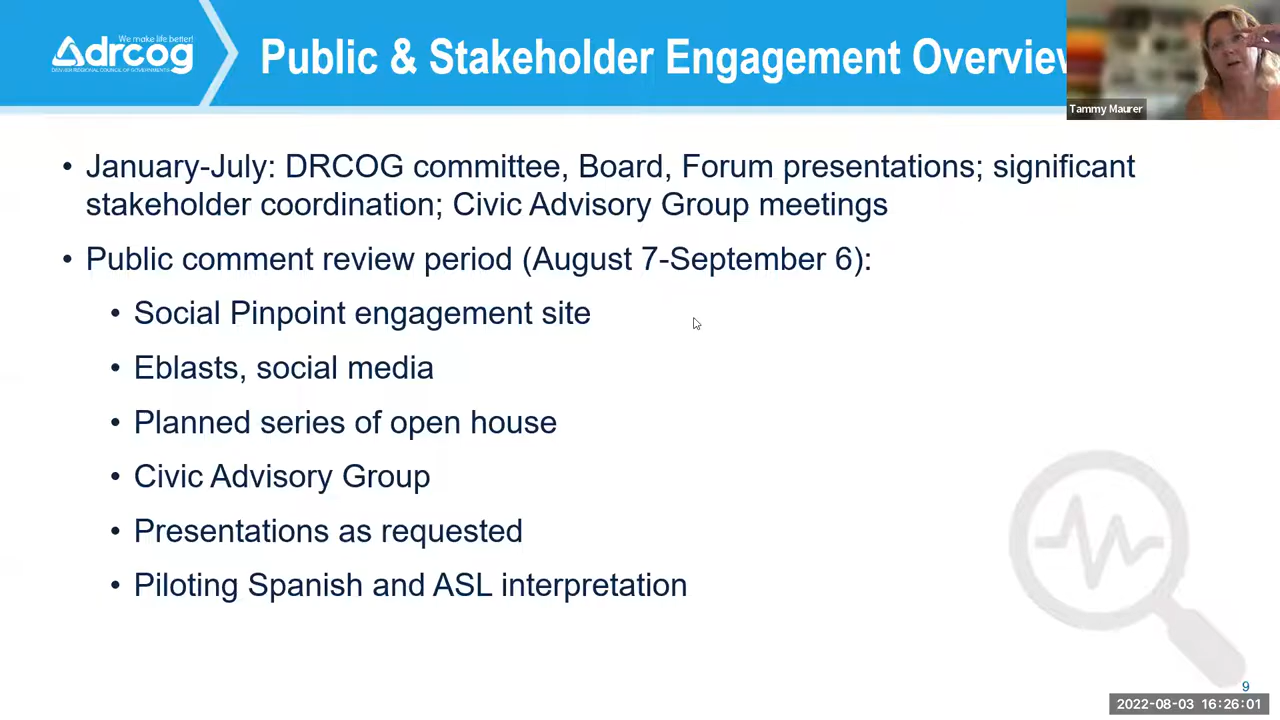 We make life better!
drcog
DENVER REGIONAL COUNCIL OF GOVERNMENTS
Public & Stakeholder Engagement Overview
Tammy Maurer
• January-July: DRCOG committee, Board, Forum presentations; significant
stakeholder coordination; Civic Advisory Group meetings
• Public comment review period (August 7-September 6):
• Social Pinpoint engagement site
• Eblasts, social media
• Planned series of open house
• Civic Advisory Group
• Presentations as requested
• Piloting Spanish and ASL interpretation
9
2022-08-03 16:26:01